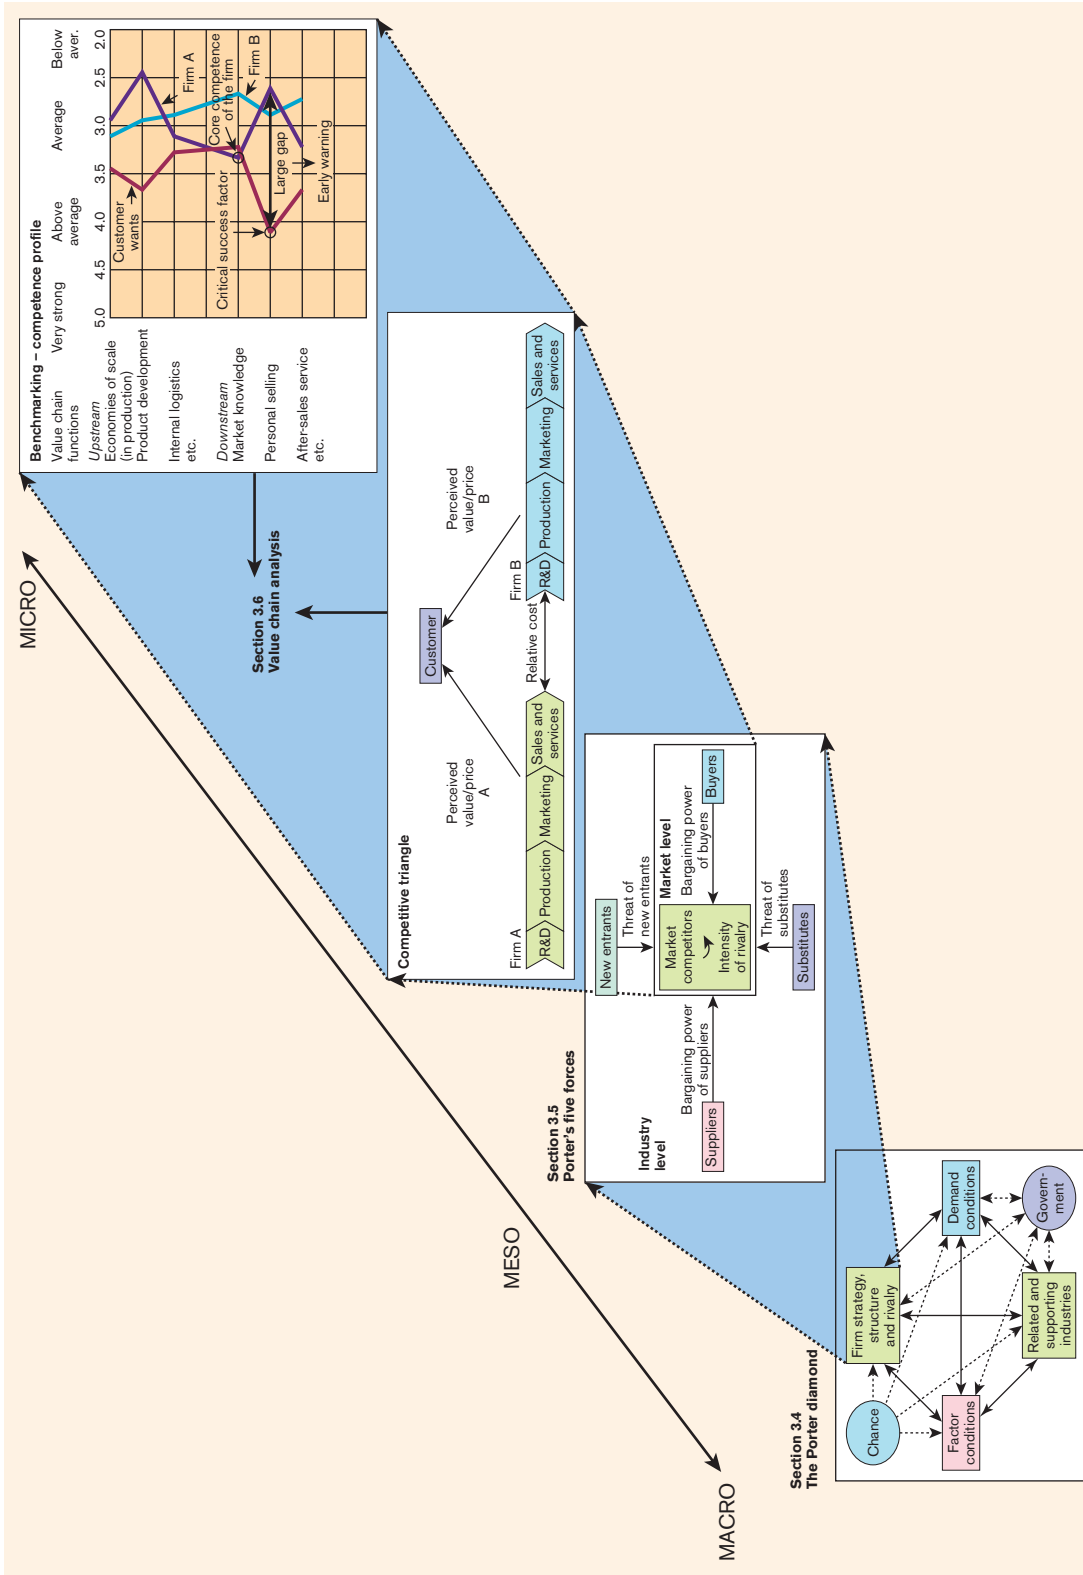 MICRO
MESO
MACRO
Benchmarking – competence profile
Value chain
functions
Very strong
Above
average
Average
Below
aver.
5.0
4.5
4.0
3.5
3.0
2.5
2.0
Upstream
Economies of scale
(in production)
Product development
Internal logistics
etc.
Downstream
Market knowledge
Personal selling
After-sales service
etc.
Customer
wants
Firm A
Core competence
of the firm
Firm B
Critical success factor
Large gap
Early warning
Section 3.6
Value chain analysis
Competitive triangle
Customer
Perceived
value/price
A
Perceived
value/price
B
Firm A
R&D
Production
Marketing
Sales and
services
Relative cost
Firm B
R&D
Production
Marketing
Sales and
services
Section 3.5
Porter's five forces
Industry
level
New entrants
Threat of
new entrants
Market level
Suppliers
Bargaining power
of suppliers
Market
competitors
Intensity
of rivalry
Bargaining power
of buyers
Buyers
Threat of
substitutes
Substitutes
Section 3.4
The Porter diamond
Chance
Firm strategy,
structure
and rivalry
Factor
conditions
Demand
conditions
Related and
supporting
industries
Govern-
ment